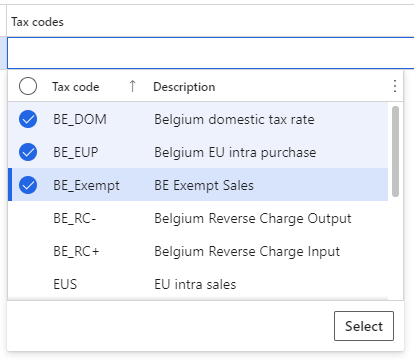 Tax codes
Tax code ↑ Description
BE_DOM Belgium domestic tax rate
BE_EUP Belgium EU intra purchase
BE_Exempt BE Exempt Sales
BE_RC- Belgium Reverse Charge Output
BE_RC+ Belgium Reverse Charge Input
EUS EU intra sales
Select